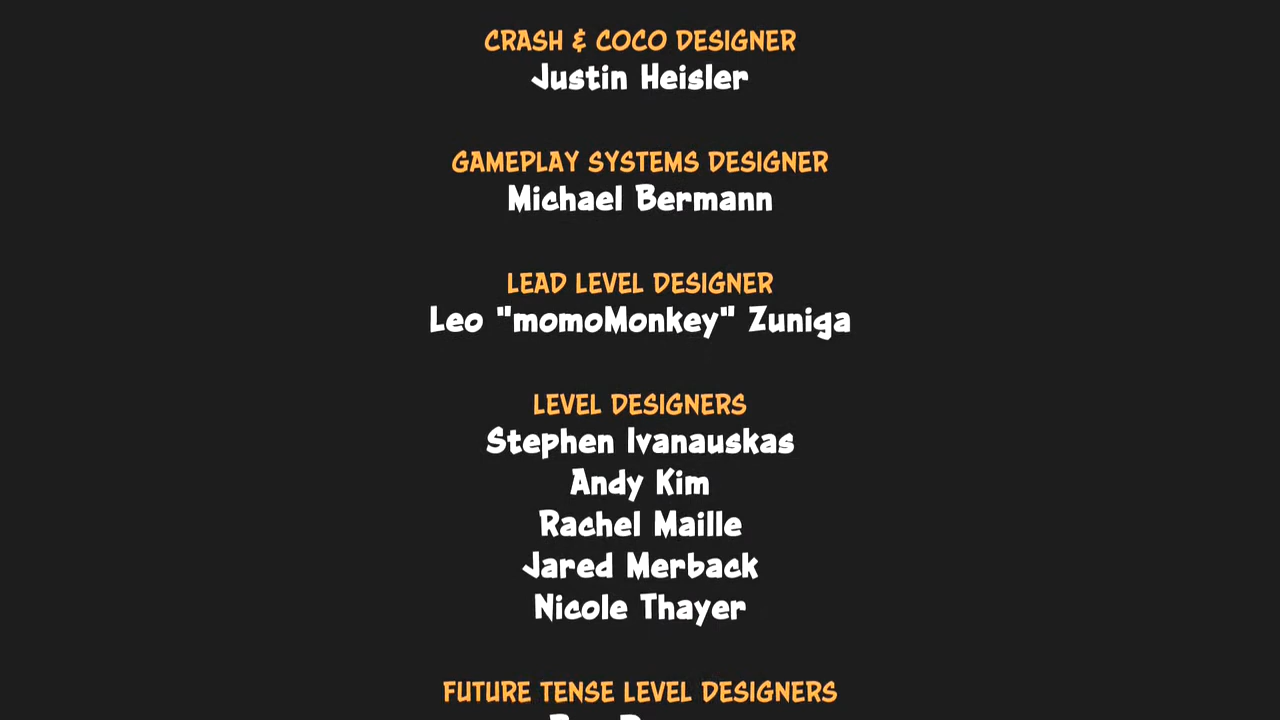 CRASH & COCO DESIGNER
Justin Heisler
GAMEPLAY SYSTEMS DESIGNER
Michael Bermann
LEAD LEVEL DESIGNER
Leo "momoMonkey" Zuniga
LEVEL DESIGNERS
Stephen Ivanauskas
Andy Kim
Rachel Maille
Jared Merback
Nicole Thayer
FUTURE TENSE LEVEL DESIGNERS